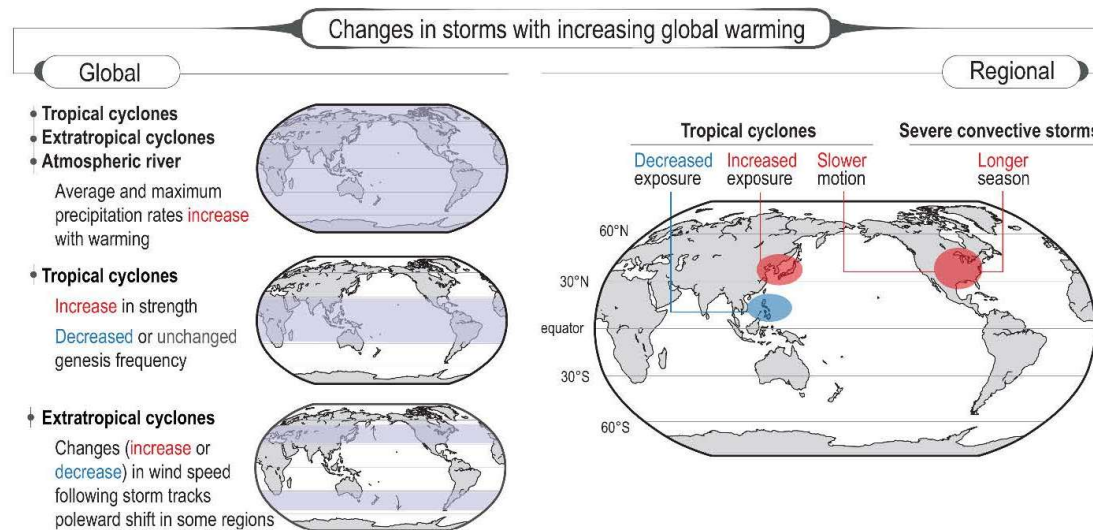 Changes in storms with increasing global warming
Global
Tropical cyclones
Extratropical cyclones
Atmospheric river
Average and maximum
precipitation rates increase
with warming
Tropical cyclones
Increase in strength
Decreased or unchanged
genesis frequency
Extratropical cyclones
Changes (increase or
decrease) in wind speed
following storm tracks
poleward shift in some regions
Regional
Tropical cyclones
Severe convective storms
Decreased
exposure
Increased
exposure
Slower
motion
Longer
season
60°N
30°N
equator
30°S
60°S